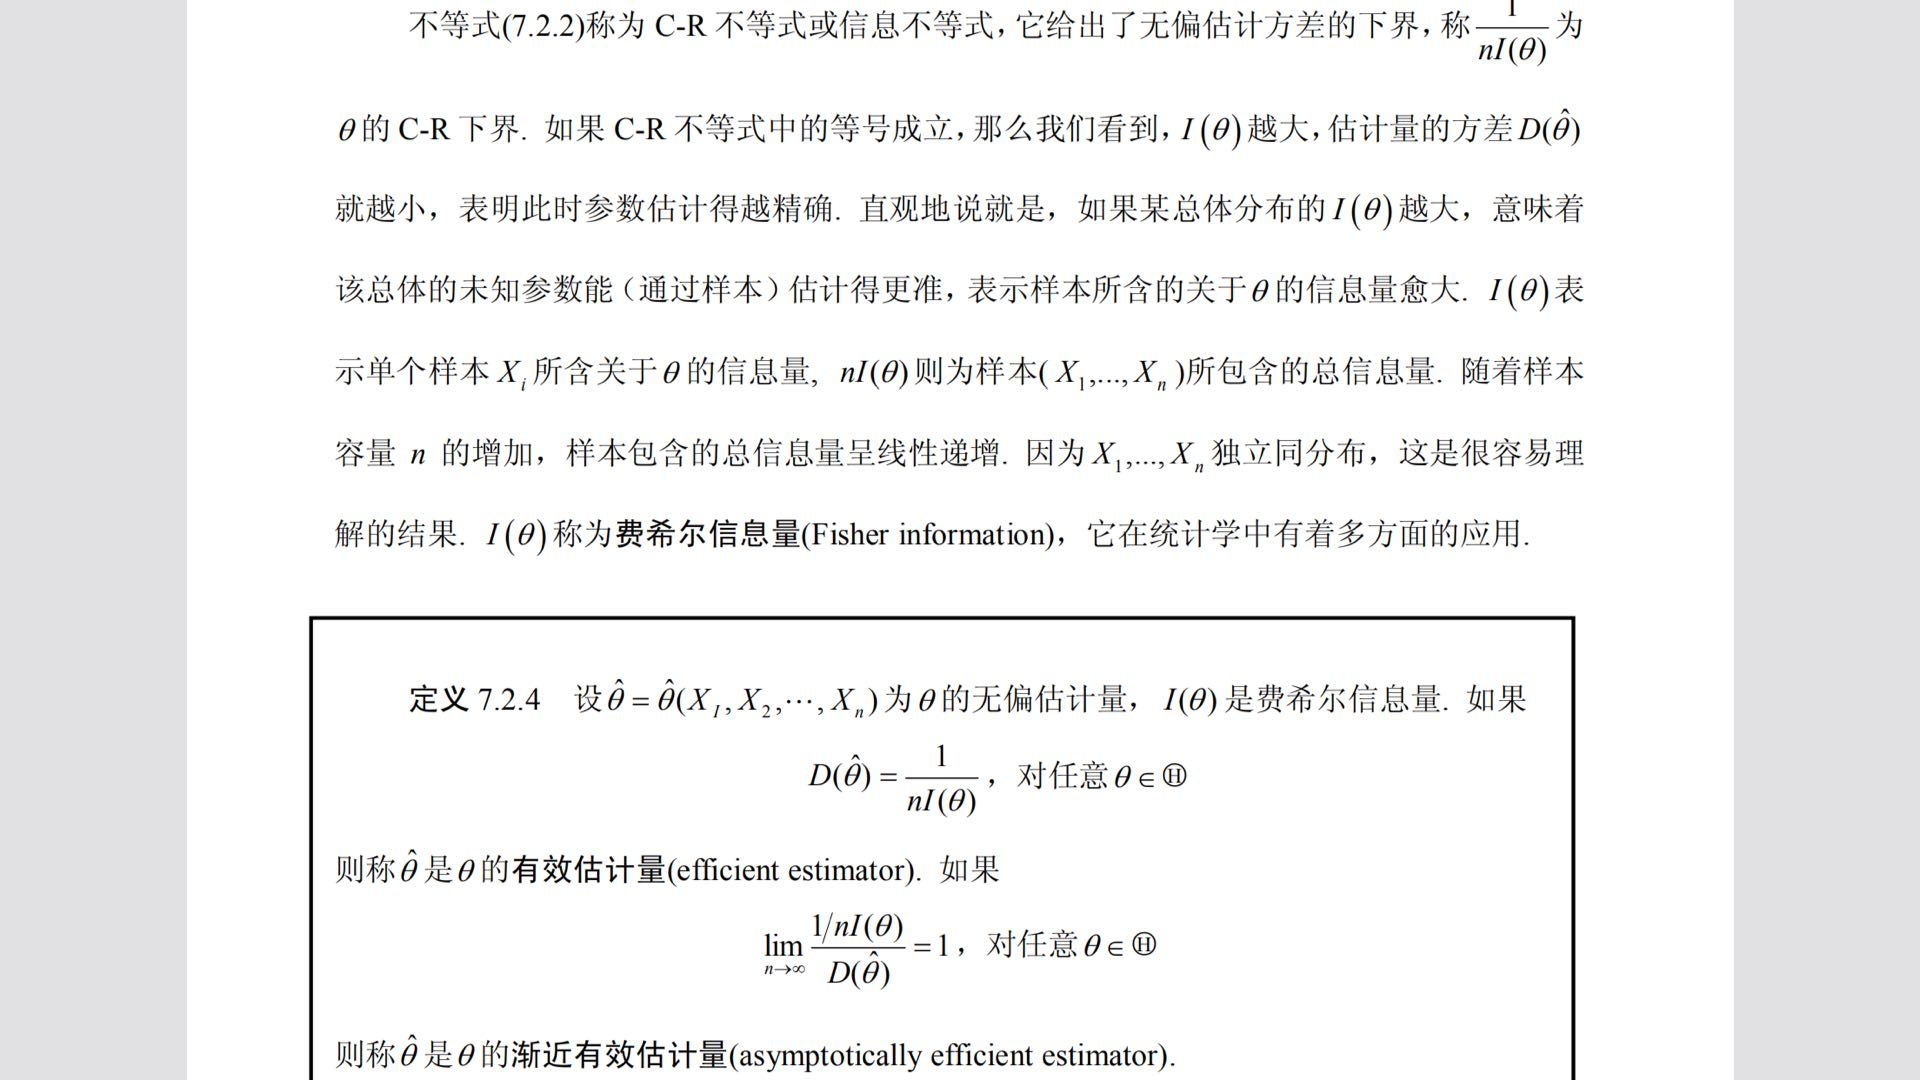 不等式(7.2.2)称为 C-R 不等式或信息不等式，它给出了无偏估计方差的下界，称 1/nI(θ) 为
θ的 C-R 下界. 如果 C-R 不等式中的等号成立，那么我们看到，I(θ)越大，估计量的方差D(θ̂)
就越小，表明此时参数估计得越精确. 直观地说就是，如果某总体分布的I(θ)越大，意味着
该总体的未知参数能（通过样本）估计得更准，表示样本所含的关于θ的信息量愈大. I(θ)表
示单个样本 X_i 所含关于θ的信息量, nI(θ)则为样本( X_1,...,X_n )所包含的总信息量. 随着样本
容量 n 的增加，样本包含的总信息量呈线性递增. 因为 X_1,...,X_n 独立同分布，这是很容易理
解的结果. I(θ)称为费希尔信息量(Fisher information)，它在统计学中有着多方面的应用.
定义 7.2.4 设θ̂ = θ̂(X_1, X_2,⋯, X_n)为θ的无偏估计量， I(θ) 是费希尔信息量. 如果
D(θ̂) = 1/nI(θ) ，对任意θ∈Ⓗ
则称θ̂是θ的有效估计量(efficient estimator). 如果
lim n→∞ (1/nI(θ))/D(θ̂) = 1，对任意θ∈Ⓗ
则称θ̂是θ的渐近有效估计量(asymptotically efficient estimator).